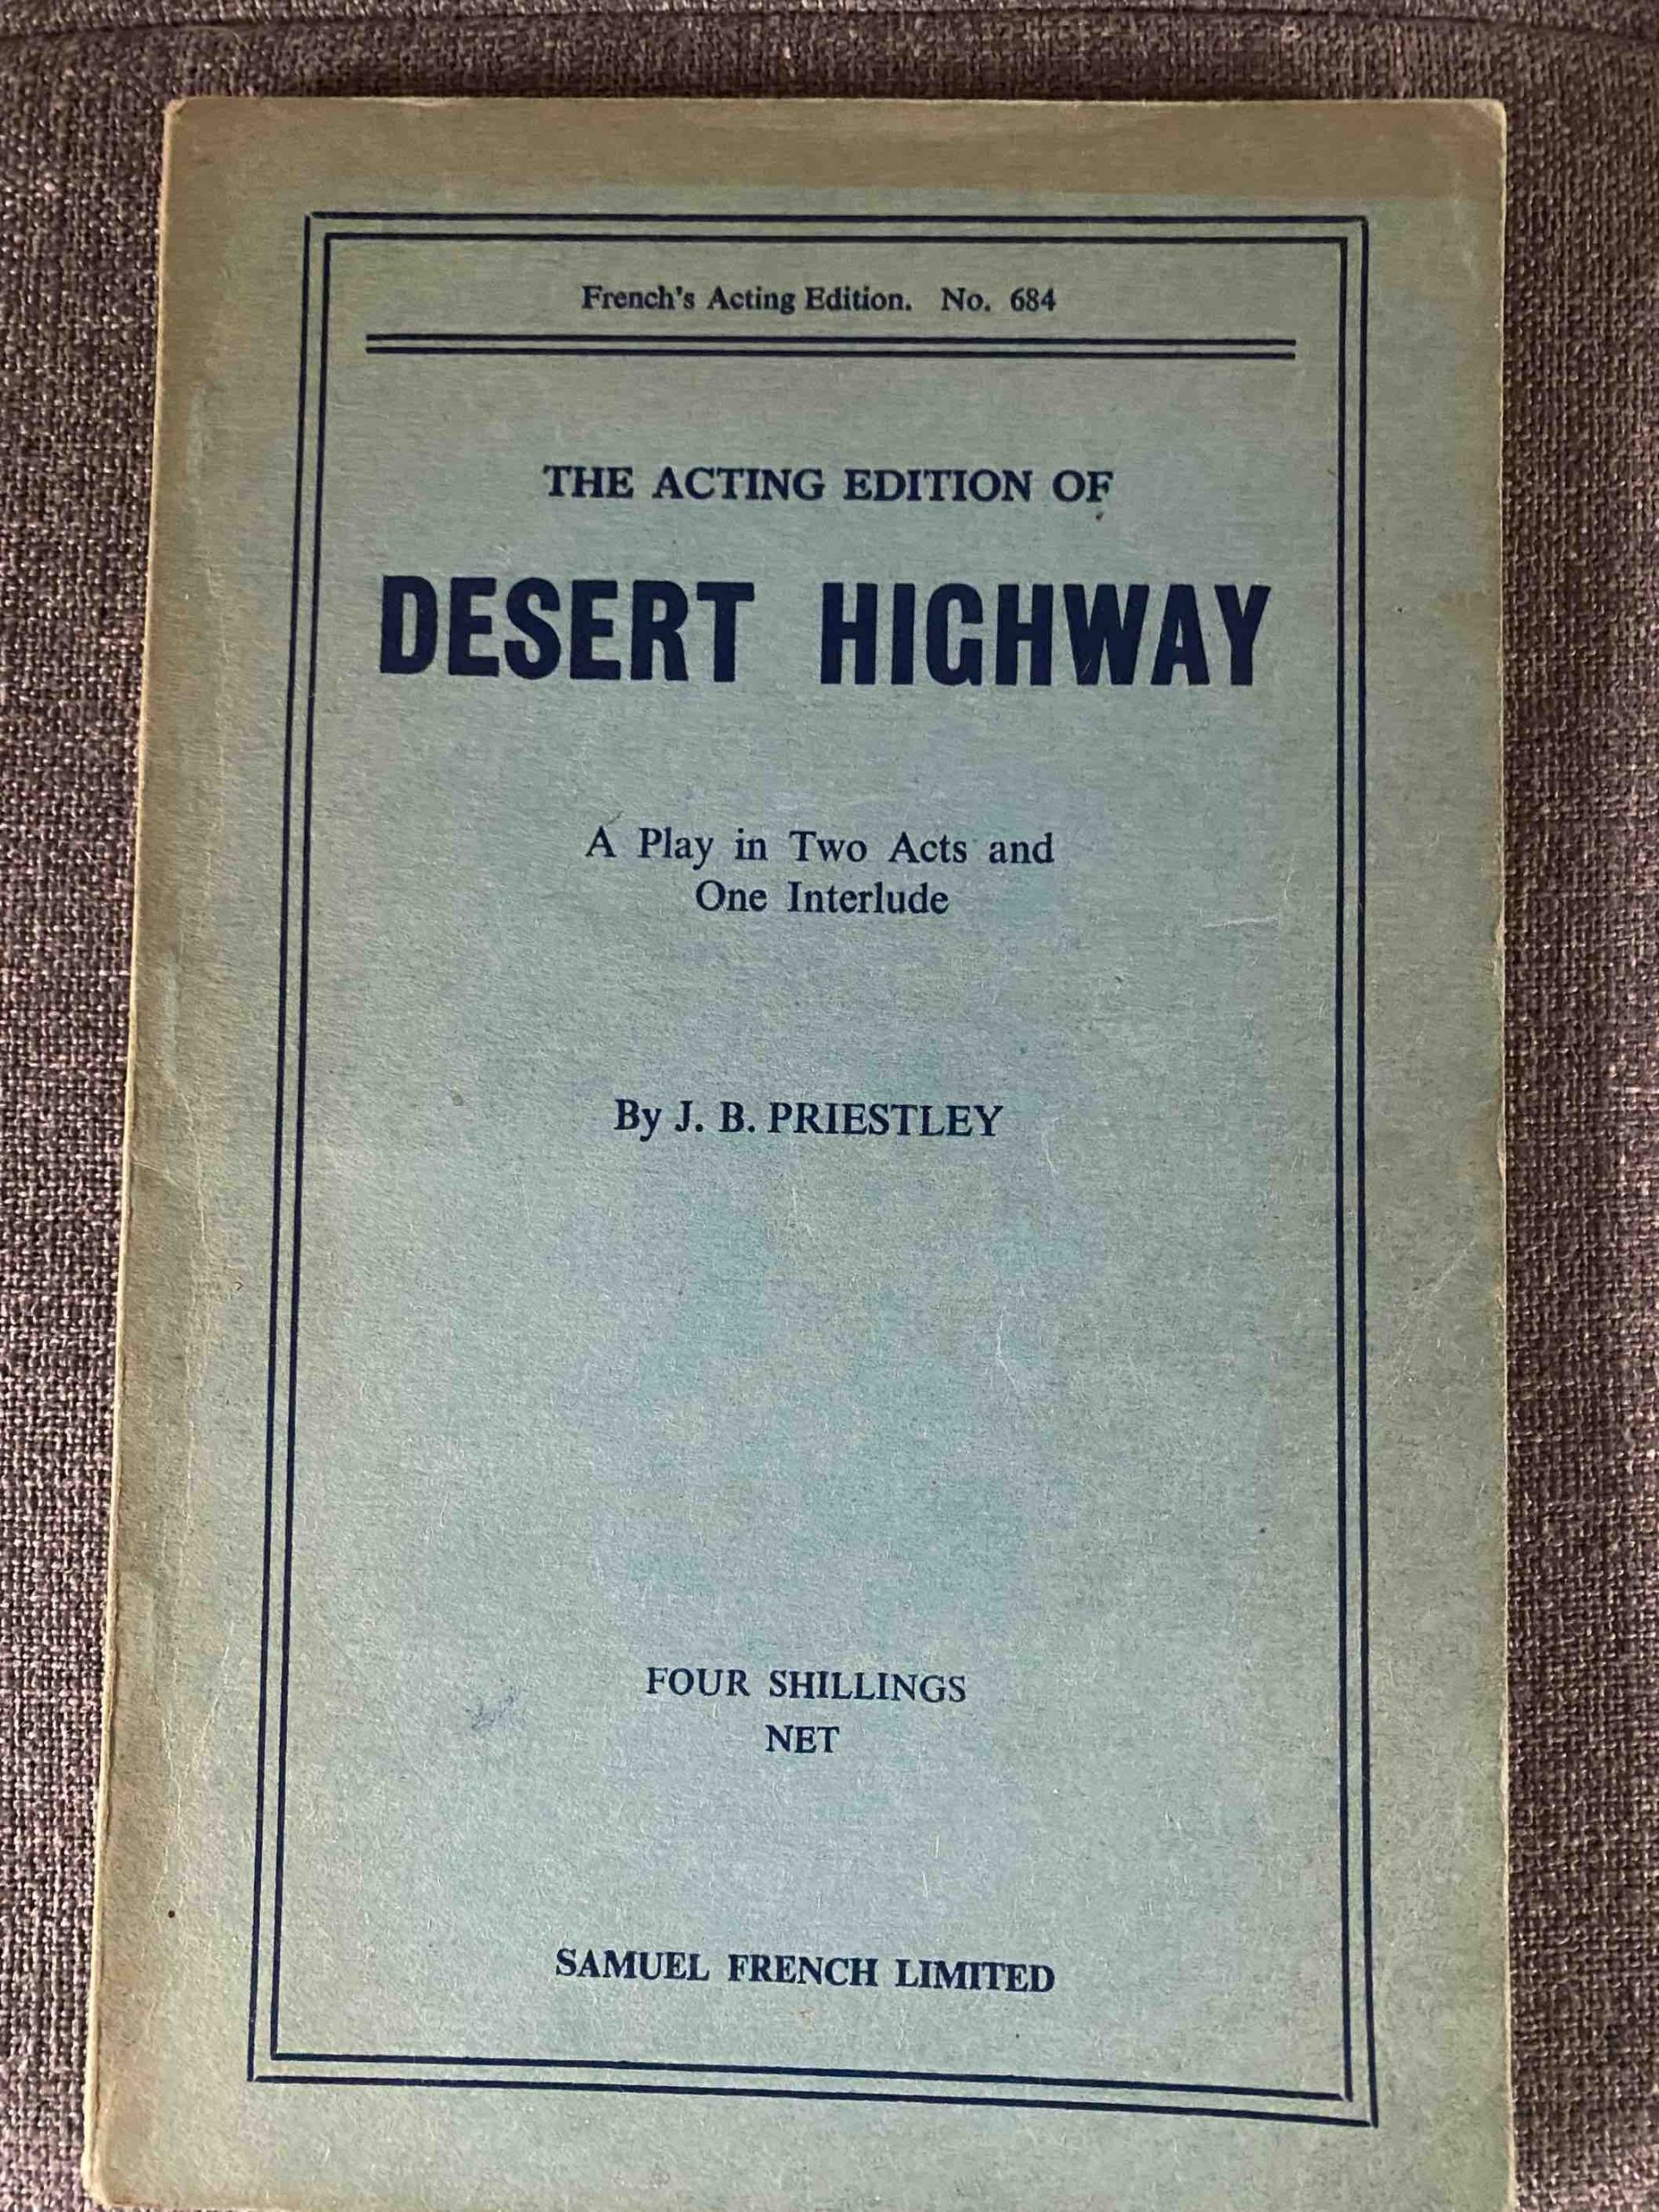 French's Acting Edition. No. 684
THE ACTING EDITION OF
DESERT HIGHWAY
A Play in Two Acts and
One Interlude
By J. B. PRIESTLEY
FOUR SHILLINGS
NET
SAMUEL FRENCH LIMITED